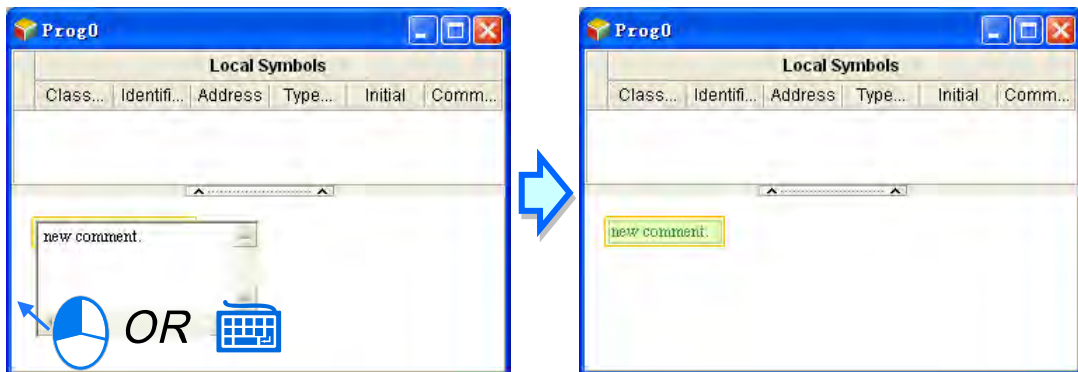 Prog0
Local Symbols
Class... Identifi... Address Type... Initial Comm...
new comment.
OR
Prog0
Local Symbols
Class... Identifi... Address Type... Initial Comm...
new comment.